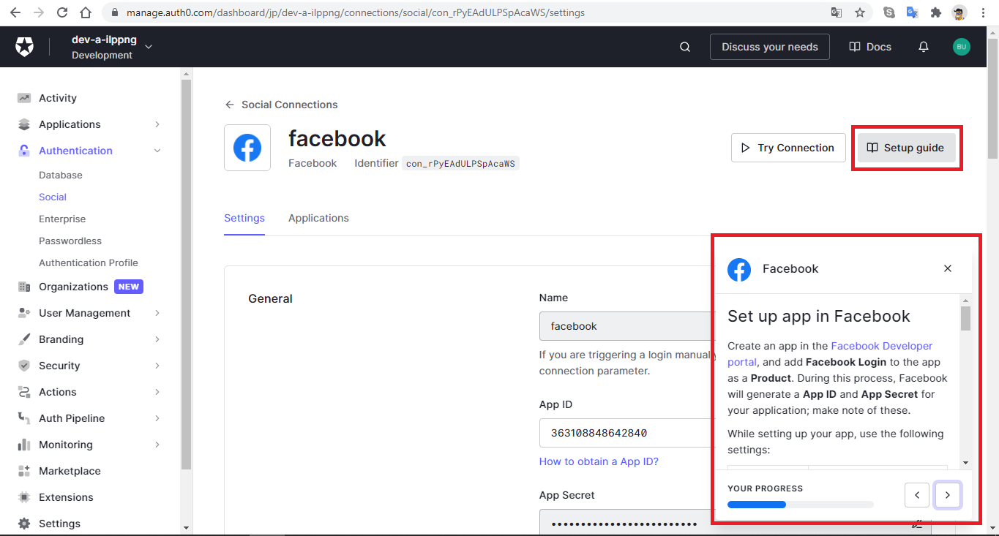 manage.auth0.com/dashboard/jp/dev-a-ilppng/connections/social/con_rPyEAdULPSpAcaWS/settings
dev-a-ilppng
Development
Discuss your needs
Docs
BU
Activity
Applications
Authentication
Database
Social
Enterprise
Passwordless
Authentication Profile
Organizations NEW
User Management
Branding
Security
Actions
Auth Pipeline
Monitoring
Marketplace
Extensions
Settings
Social Connections
facebook
Facebook Identifier con_rPyEAdULPSpAcaWS
Try Connection
Setup guide
Settings Applications
General
Name
facebook
If you are triggering a login manually
connection parameter.
App ID
363108848642840
How to obtain a App ID?
App Secret
•••••••••••••••••••••••••
Facebook
Set up app in Facebook
Create an app in the Facebook Developer
portal, and add Facebook Login to the app
as a Product. During this process, Facebook
will generate a App ID and App Secret for
your application; make note of these.
While setting up your app, use the following
settings:
YOUR PROGRESS